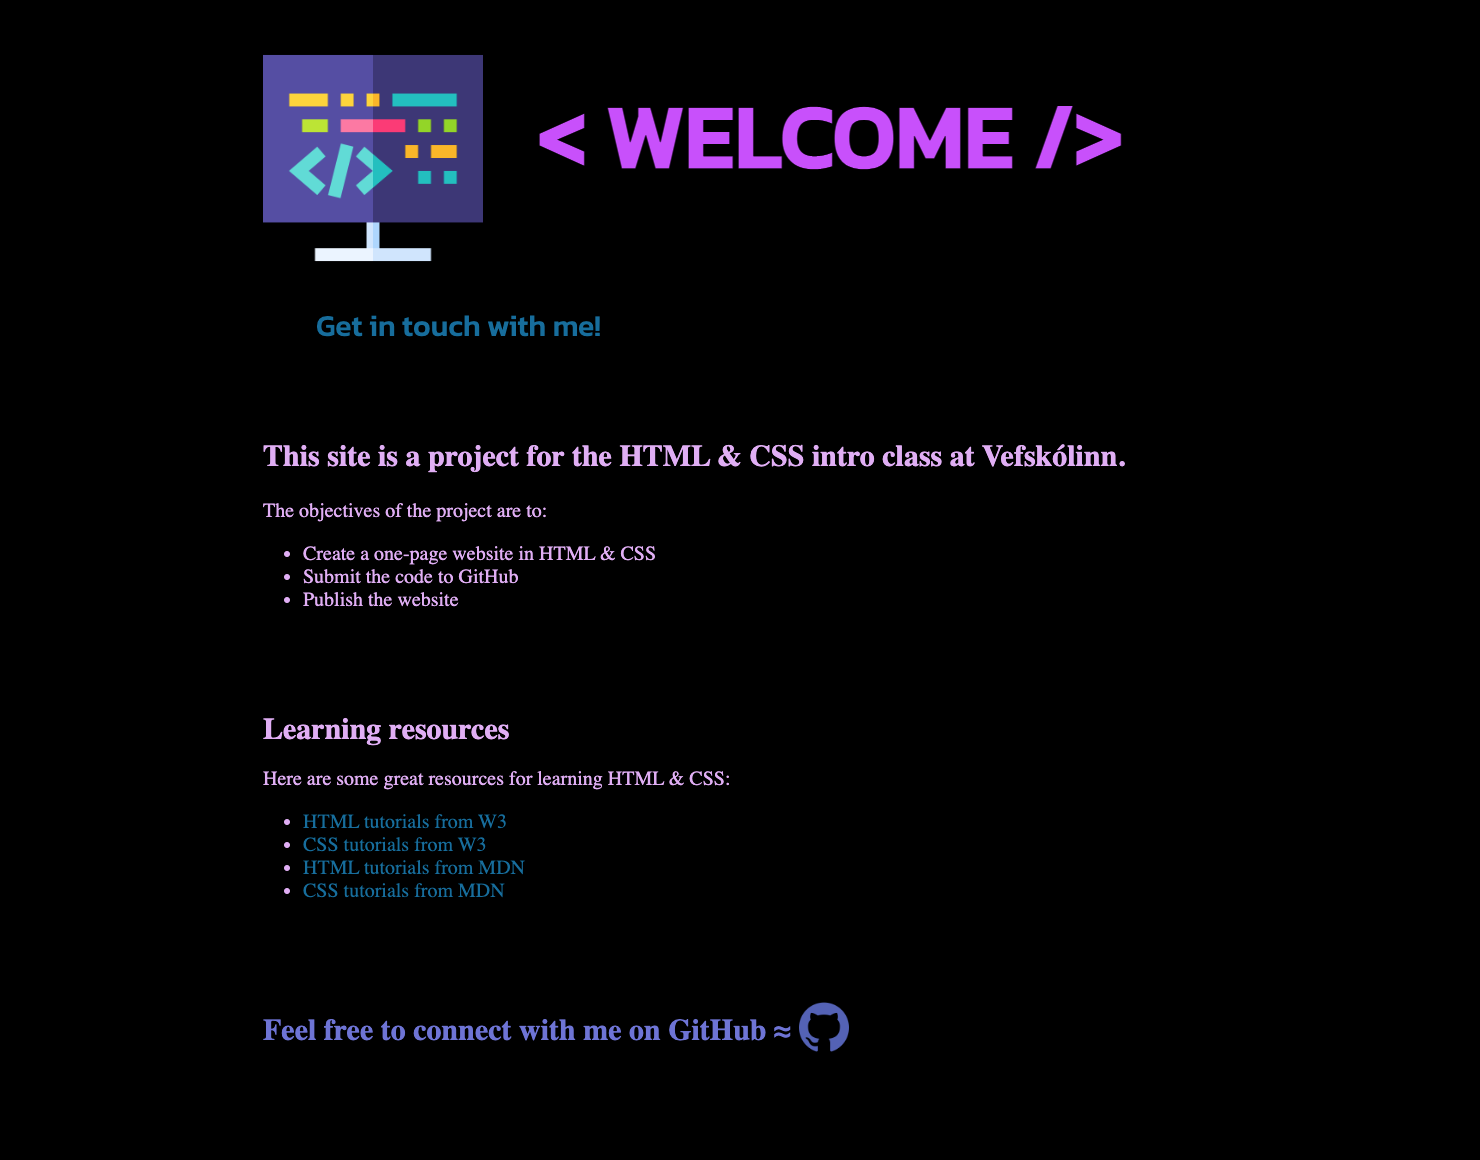 </>
< WELCOME />
Get in touch with me!
This site is a project for the HTML & CSS intro class at Vefskólinn.
The objectives of the project are to:
• Create a one-page website in HTML & CSS
• Submit the code to GitHub
• Publish the website
Learning resources
Here are some great resources for learning HTML & CSS:
• HTML tutorials from W3
• CSS tutorials from W3
• HTML tutorials from MDN
• CSS tutorials from MDN
Feel free to connect with me on GitHub ≈